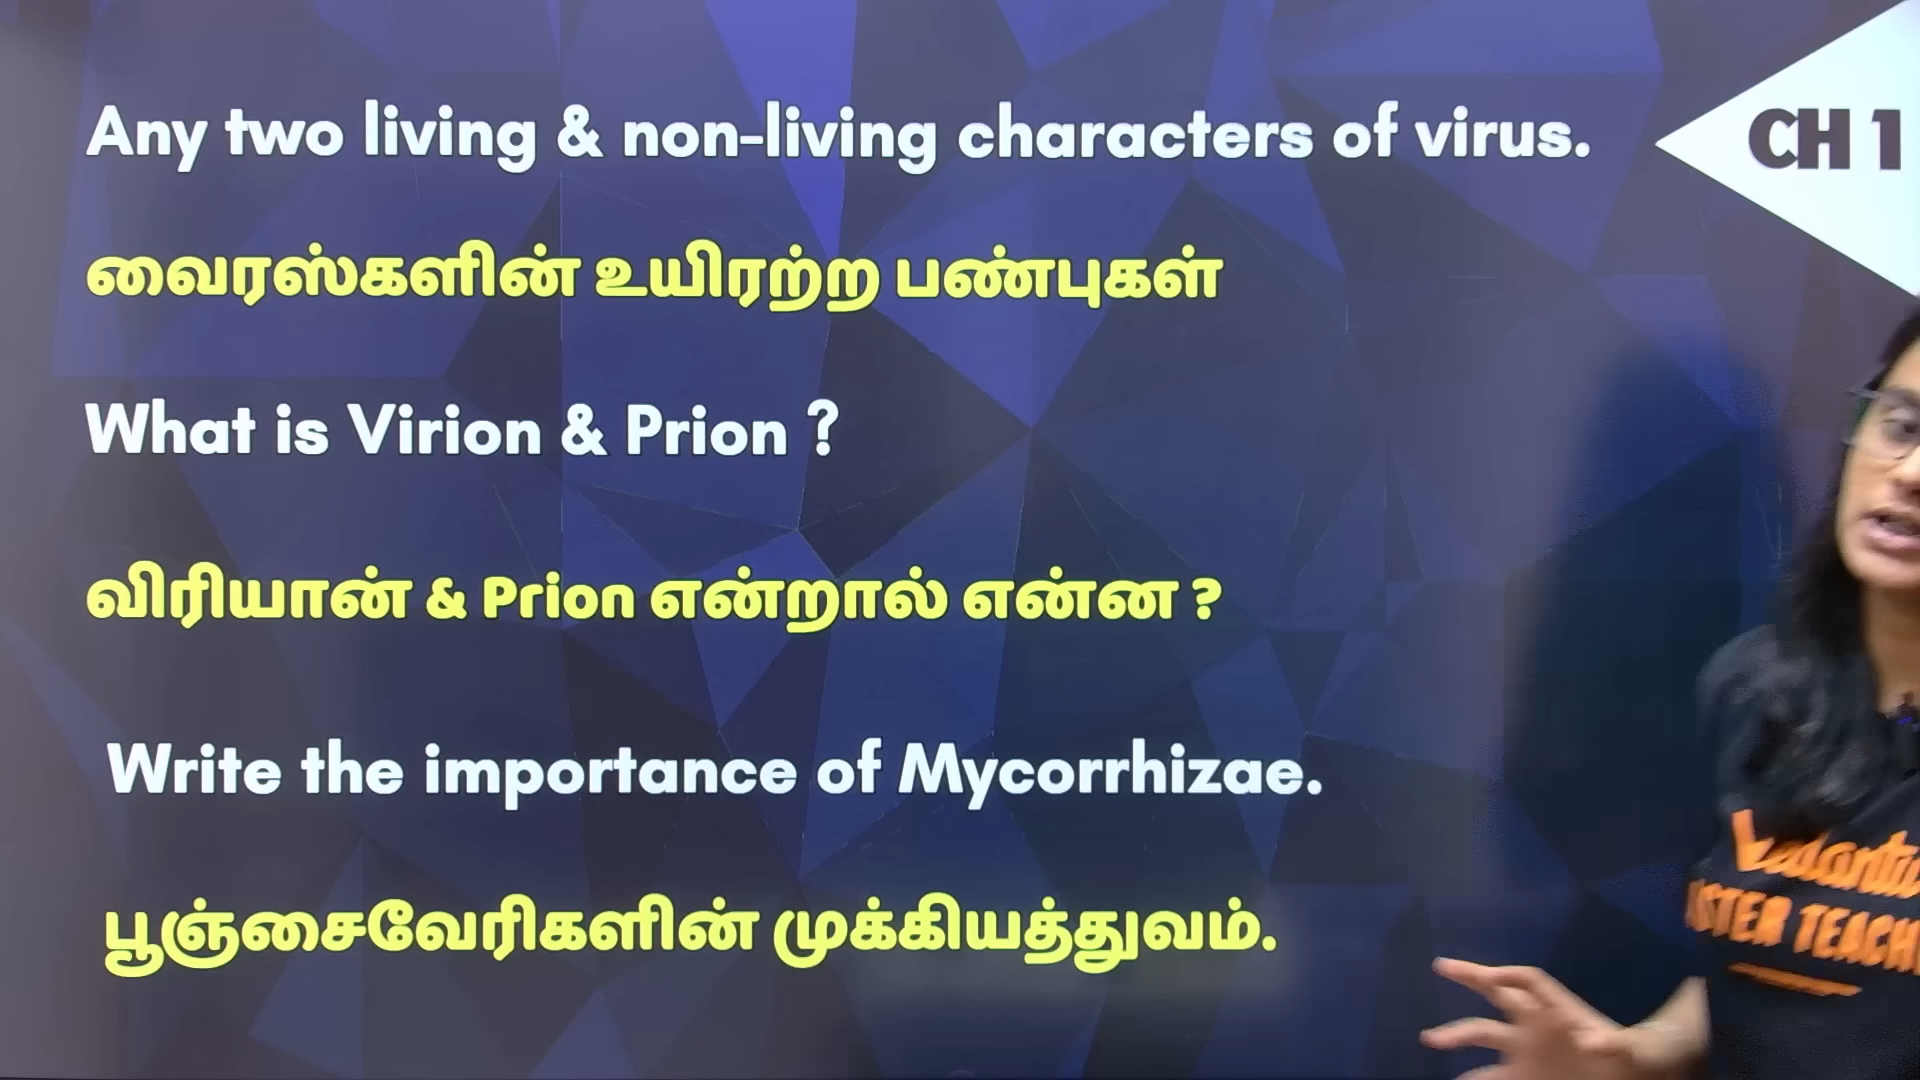 Any two living & non-living characters of virus.
CH 1
வைரஸ்களின் உயிரற்ற பண்புகள்
What is Virion & Prion ?
விரியான் & Prion என்றால் என்ன ?
Write the importance of Mycorrhizae.
பூஞ்சைவேரிகளின் முக்கியத்துவம்.